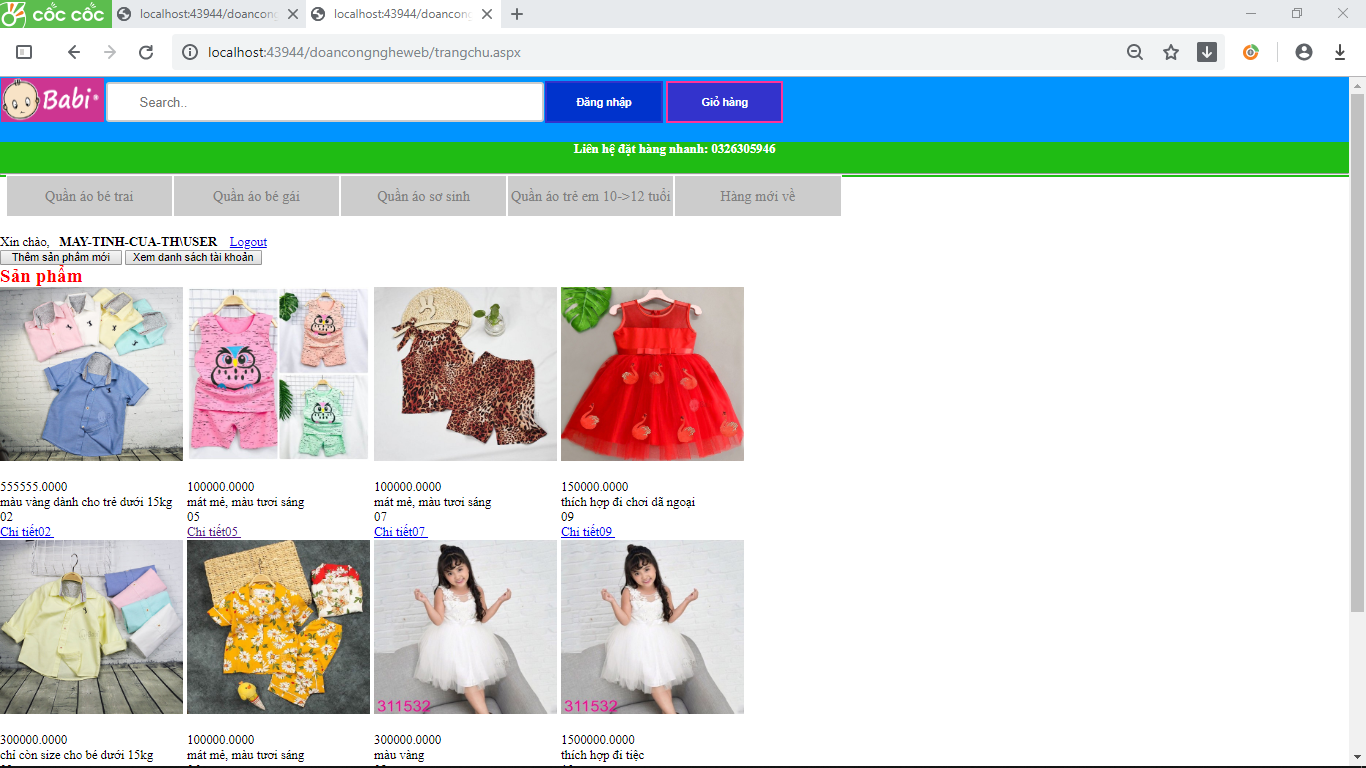 cốc cốc
localhost:43944/doancong
localhost:43944/doancong
localhost:43944/doancongngheweb/trangchu.aspx
Babi
Search..
Đăng nhập
Giỏ hàng
Liên hệ đặt hàng nhanh: 0326305946
Quần áo bé trai
Quần áo bé gái
Quần áo sơ sinh
Quần áo trẻ em 10->12 tuổi
Hàng mới về
Xin chào, MAY-TINH-CUA-TH\USER Logout
Thêm sản phẩm mới
Xem danh sách tài khoản
Sản phẩm
555555.0000
màu vàng dành cho trẻ dưới 15kg
02
Chi tiết02
100000.0000
mát mẻ, màu tươi sáng
05
Chi tiết05
100000.0000
mát mẻ, màu tươi sáng
07
Chi tiết07
150000.0000
thích hợp đi chơi dã ngoại
09
Chi tiết09
311532
311532
300000.0000
chỉ còn size cho bé dưới 15kg
100000.0000
mát mẻ, màu tươi sáng
300000.0000
màu vàng
1500000.0000
thích hợp đi tiệc